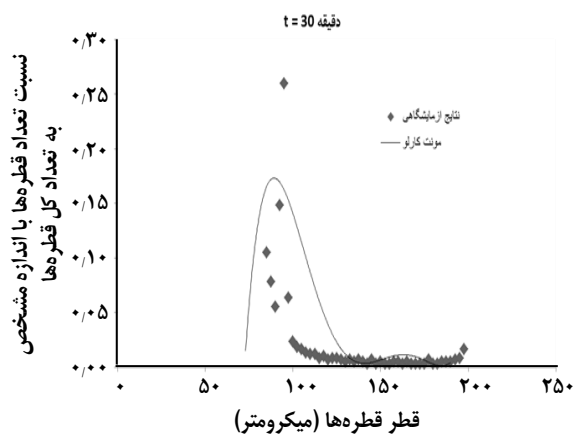 دقیقه t = 30
نسبت تعداد قطره‌ها با اندازه مشخص
به تعداد کل قطره‌ها
۰/۳۰
۰/۲۵
۰/۲۰
۰/۱۵
۰/۱۰
۰/۰۵
۰/۰۰
نتایج ازمایشگاهی
مونت کارلو
۰ ۵۰ ۱۰۰ ۱۵۰ ۲۰۰ ۲۵۰
قطر قطره‌ها (میکرومتر)